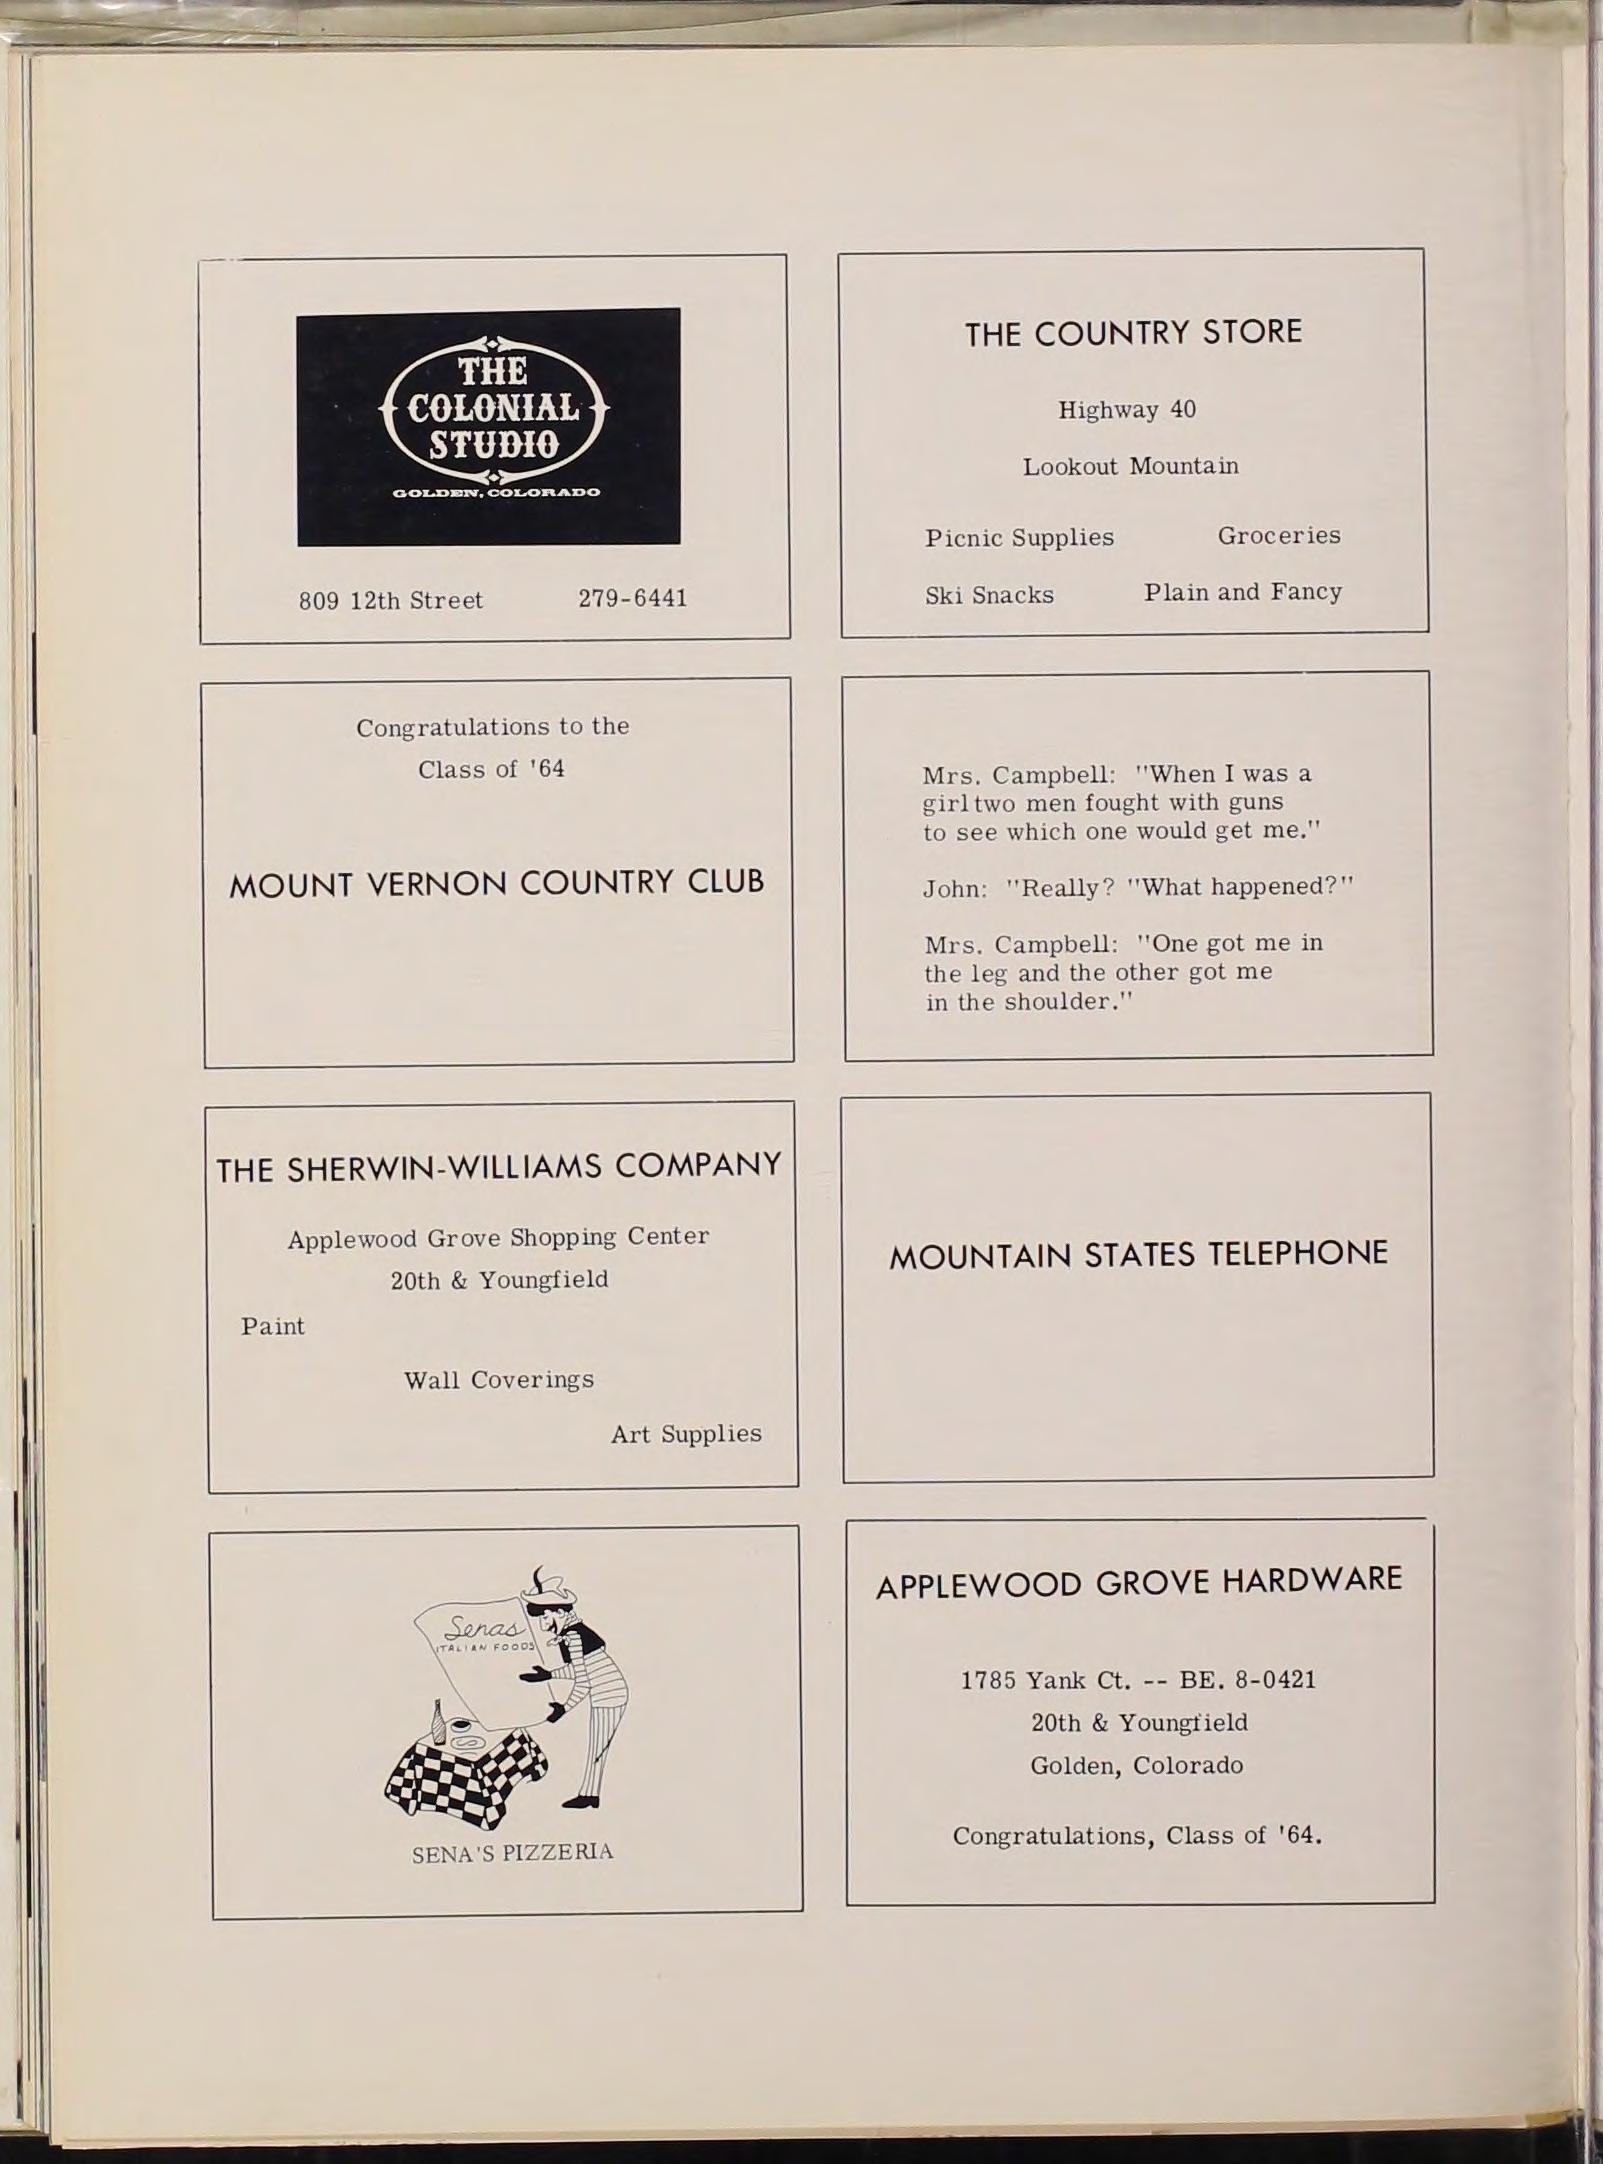 THE
COLONIAL
STUDIO
GOLDEN, COLORADO
809 12th Street 279-6441
THE COUNTRY STORE
Highway 40
Lookout Mountain
Picnic Supplies Groceries
Ski Snacks Plain and Fancy
Congratulations to the
Class of '64
MOUNT VERNON COUNTRY CLUB
Mrs. Campbell: "When I was a
girl two men fought with guns
to see which one would get me."
John: "Really? "What happened?"
Mrs. Campbell: "One got me in
the leg and the other got me
in the shoulder."
THE SHERWIN-WILLIAMS COMPANY
Applewood Grove Shopping Center
20th & Youngfield
Paint
Wall Coverings
Art Supplies
MOUNTAIN STATES TELEPHONE
Senas
ITALIAN FOODS
SENA'S PIZZERIA
APPLEWOOD GROVE HARDWARE
1785 Yank Ct. -- BE. 8-0421
20th & Youngfield
Golden, Colorado
Congratulations, Class of '64.